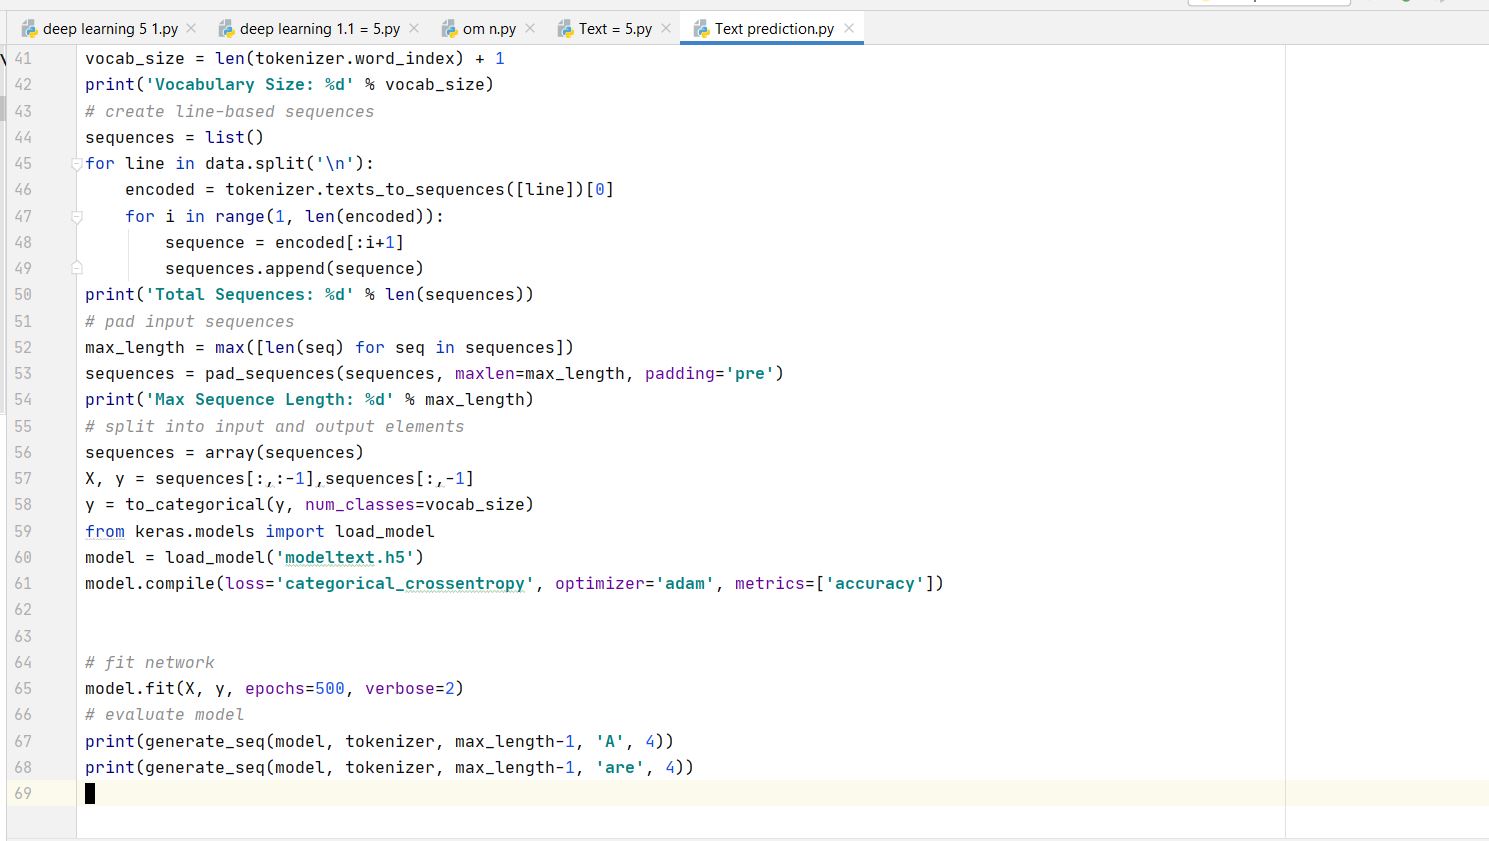 deep learning 5 1.py deep learning 1.1 = 5.py om n.py Text = 5.py Text prediction.py
41 vocab_size = len(tokenizer.word_index) + 1
42 print('Vocabulary Size: %d' % vocab_size)
43 # create line-based sequences
44 sequences = list()
45 for line in data.split('\n'):
46     encoded = tokenizer.texts_to_sequences([line])[0]
47     for i in range(1, len(encoded)):
48         sequence = encoded[:i+1]
49         sequences.append(sequence)
50 print('Total Sequences: %d' % len(sequences))
51 # pad input sequences
52 max_length = max([len(seq) for seq in sequences])
53 sequences = pad_sequences(sequences, maxlen=max_length, padding='pre')
54 print('Max Sequence Length: %d' % max_length)
55 # split into input and output elements
56 sequences = array(sequences)
57 X, y = sequences[:,:-1],sequences[:,-1]
58 y = to_categorical(y, num_classes=vocab_size)
59 from keras.models import load_model
60 model = load_model('modeltext.h5')
61 model.compile(loss='categorical_crossentropy', optimizer='adam', metrics=['accuracy'])
62
63
64 # fit network
65 model.fit(X, y, epochs=500, verbose=2)
66 # evaluate model
67 print(generate_seq(model, tokenizer, max_length-1, 'A', 4))
68 print(generate_seq(model, tokenizer, max_length-1, 'are', 4))
69